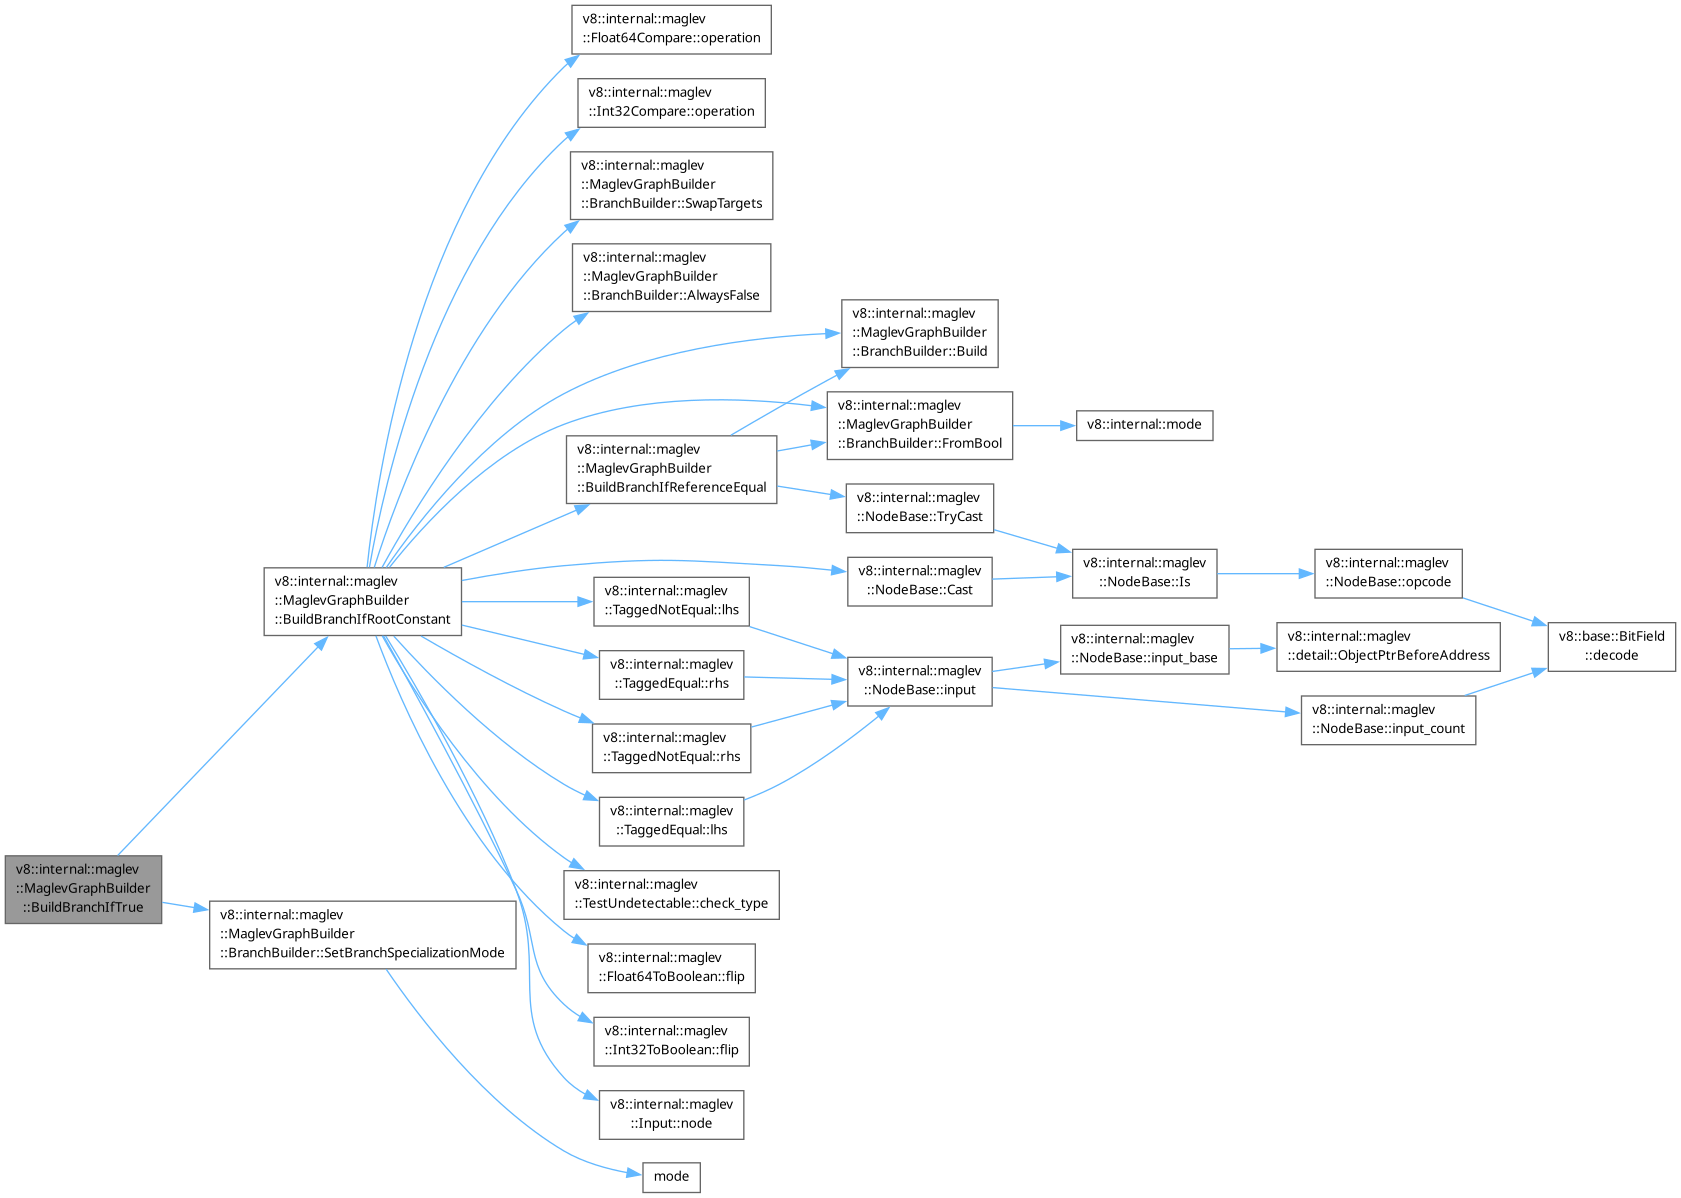 v8::internal::maglev
::Float64Compare::operation
v8::internal::maglev
::Int32Compare::operation
v8::internal::maglev
::MaglevGraphBuilder
::BranchBuilder::SwapTargets
v8::internal::maglev
::MaglevGraphBuilder
::BranchBuilder::AlwaysFalse
v8::internal::maglev
::MaglevGraphBuilder
::BranchBuilder::Build
v8::internal::maglev
::MaglevGraphBuilder
::BranchBuilder::FromBool
v8::internal::mode
v8::internal::maglev
::MaglevGraphBuilder
::BuildBranchIfReferenceEqual
v8::internal::maglev
::NodeBase::TryCast
v8::internal::maglev
::NodeBase::Cast
v8::internal::maglev
::NodeBase::Is
v8::internal::maglev
::NodeBase::opcode
v8::internal::maglev
::MaglevGraphBuilder
::BuildBranchIfRootConstant
v8::internal::maglev
::TaggedNotEqual::lhs
v8::internal::maglev
::TaggedEqual::rhs
v8::internal::maglev
::NodeBase::input
v8::internal::maglev
::NodeBase::input_base
v8::internal::maglev
::detail::ObjectPtrBeforeAddress
v8::base::BitField
::decode
v8::internal::maglev
::NodeBase::input_count
v8::internal::maglev
::TaggedNotEqual::rhs
v8::internal::maglev
::TaggedEqual::lhs
v8::internal::maglev
::MaglevGraphBuilder
::BuildBranchIfTrue
v8::internal::maglev
::TestUndetectable::check_type
v8::internal::maglev
::MaglevGraphBuilder
::BranchBuilder::SetBranchSpecializationMode
v8::internal::maglev
::Float64ToBoolean::flip
v8::internal::maglev
::Int32ToBoolean::flip
v8::internal::maglev
::Input::node
mode